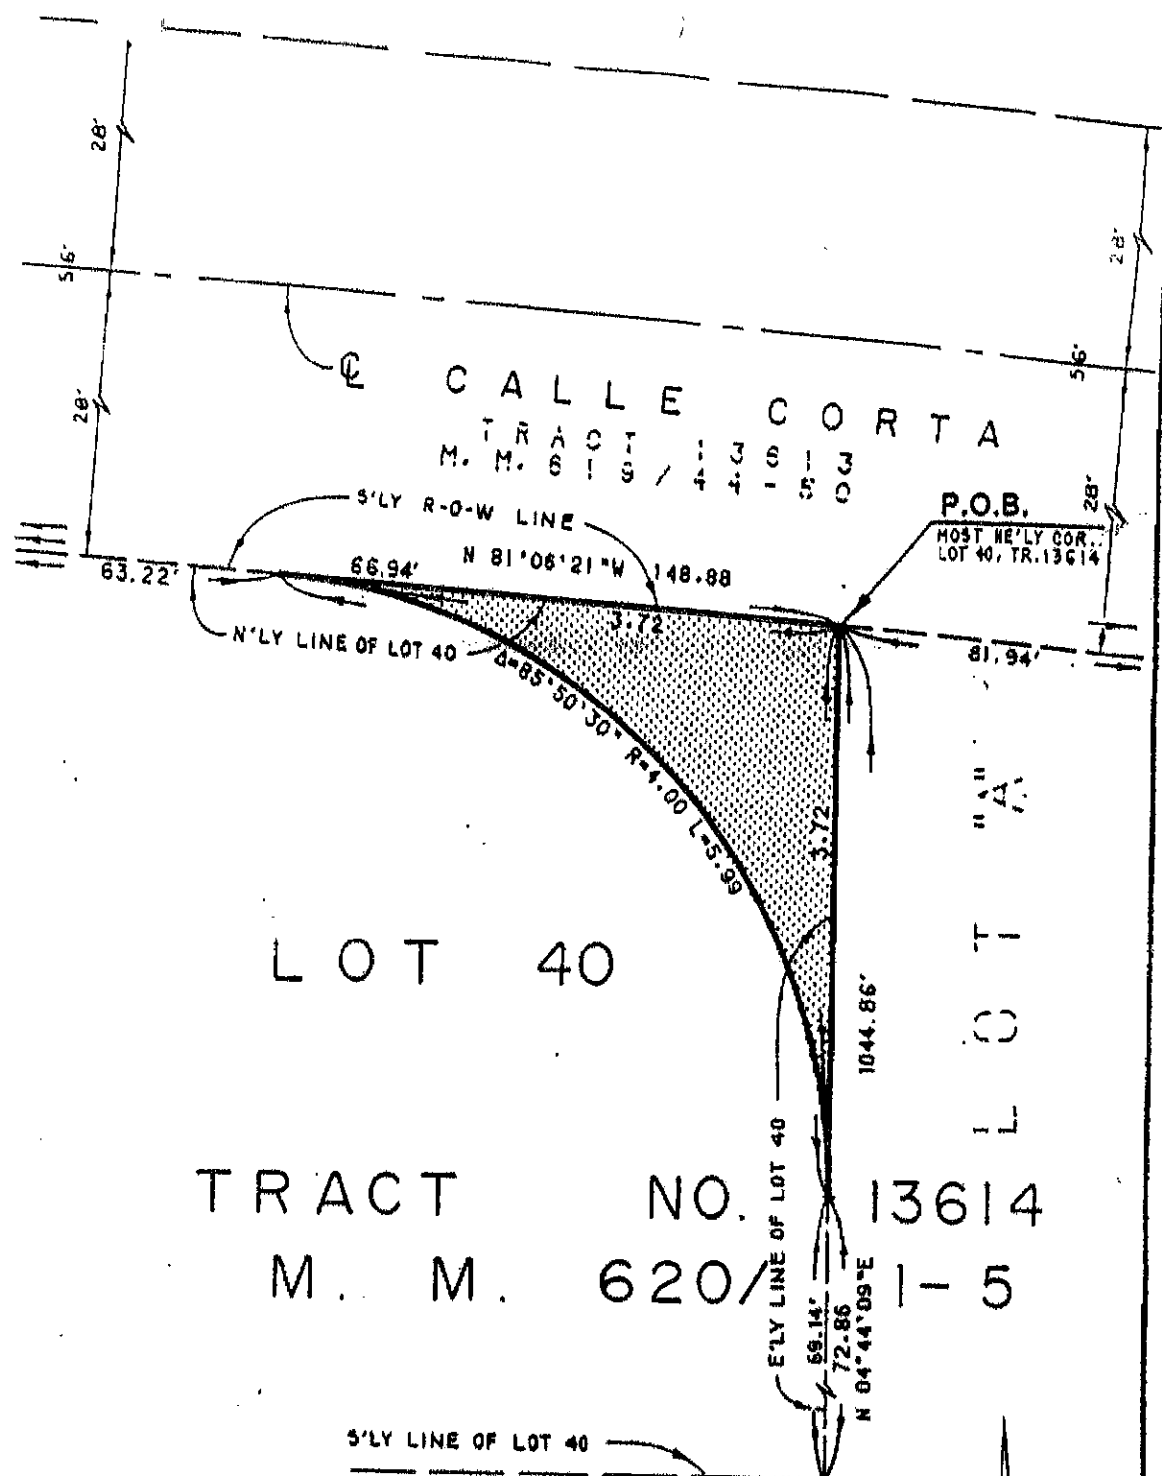 28'
56'
28'
28'
56'
28'
℄
CALLE CORTA
TRACT 13613
M. M. 619 / 44-50
S'LY R-O-W LINE
P.O.B.
MOST NE'LY COR.
LOT 40, TR.13614
63.22'
66.94'
N 81°06'21"W 148.88
3.72
81.94'
N'LY LINE OF LOT 40
Δ=85°50'30" R=4.00 L=5.99
3.72
LOT "A"
LOT 40
1044.86'
TRACT NO. 13614
M. M. 620/ 1-5
E'LY LINE OF LOT 40
69.14'
72.86
N 04°44'09"E
S'LY LINE OF LOT 40